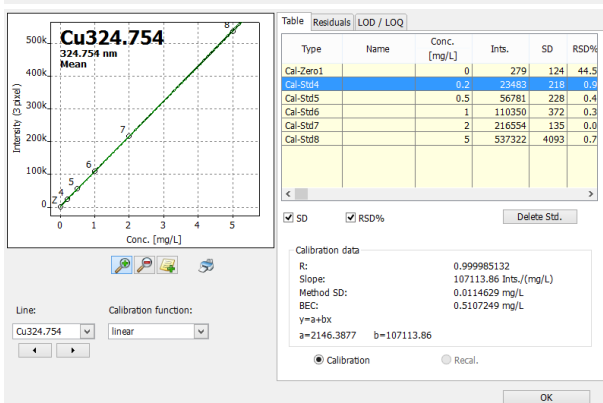 Cu324.754
324.754 nm
Mean
500k
400k
300k
200k
100k
0
Intensity (3 pixel)
Z
4
5
6
7
8
0 1 2 3 4 5
Conc. [mg/L]
Line:
Calibration function:
Cu324.754
linear
Table Residuals LOD / LOQ
Type Name Conc. [mg/L] Ints. SD RSD%
Cal-Zero1 0 279 124 44.5
Cal-Std4 0.2 23483 218 0.9
Cal-Std5 0.5 56781 228 0.4
Cal-Std6 1 110350 372 0.3
Cal-Std7 2 216554 135 0.0
Cal-Std8 5 537322 4093 0.7
SD RSD% Delete Std.
Calibration data
R: 0.999985132
Slope: 107113.86 Ints./(mg/L)
Method SD: 0.0114629 mg/L
BEC: 0.5107249 mg/L
y=a+bx
a=2146.3877 b=107113.86
Calibration Recal.
OK